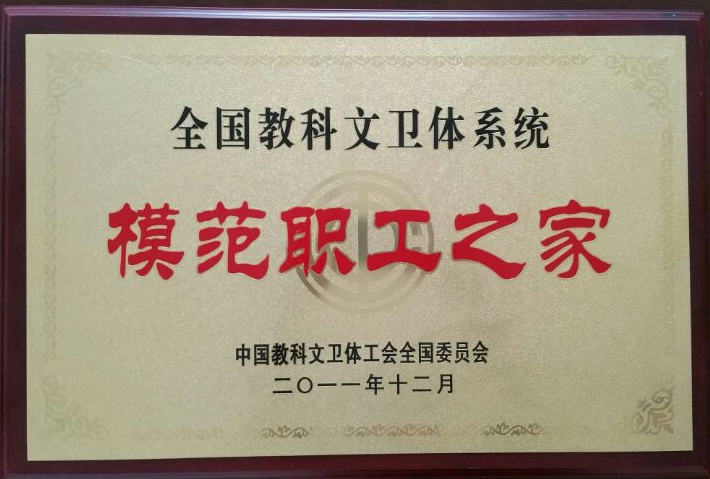 全国教科文卫体系统
模范职工之家
中国教科文卫体工会全国委员会
二〇一一年十二月